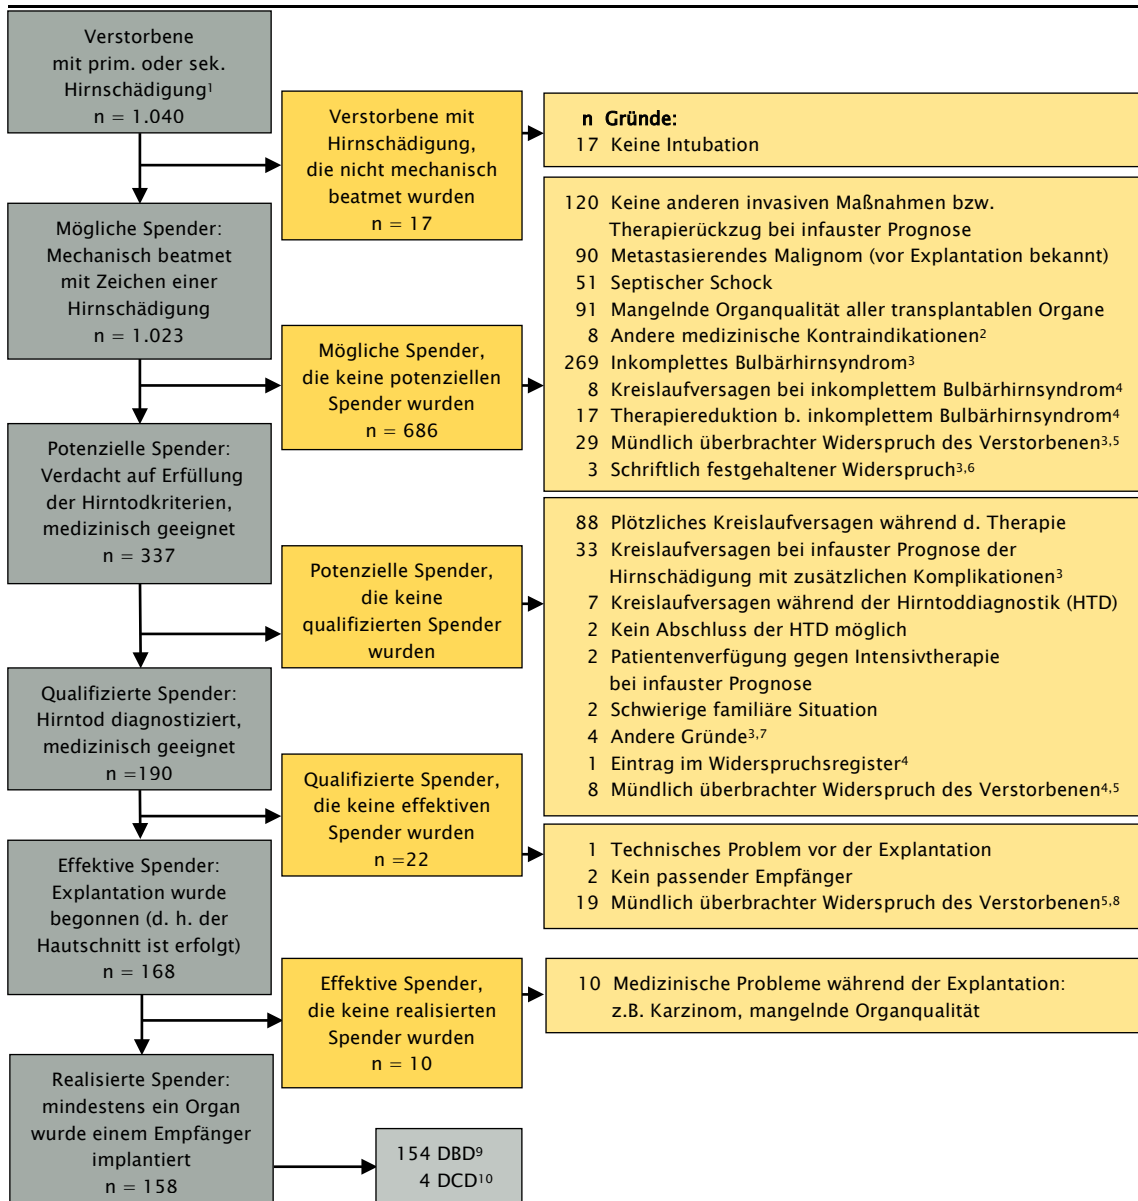 Verstorbene
mit prim. oder sek.
Hirnschädigung¹
n = 1.040
Verstorbene mit
Hirnschädigung,
die nicht mechanisch
beatmet wurden
n = 17
n Gründe:
17 Keine Intubation
Mögliche Spender:
Mechanisch beatmet
mit Zeichen einer
Hirnschädigung
n = 1.023
Mögliche Spender,
die keine potenziellen
Spender wurden
n = 686
120 Keine anderen invasiven Maßnahmen bzw.
Therapierückzug bei infauster Prognose
90 Metastasierendes Malignom (vor Explantation bekannt)
51 Septischer Schock
91 Mangelnde Organqualität aller transplantablen Organe
8 Andere medizinische Kontraindikationen²
269 Inkomplettes Bulbärhirnsyndrom³
8 Kreislaufversagen bei inkomplettem Bulbärhirnsyndrom⁴
17 Therapiereduktion b. inkomplettem Bulbärhirnsyndrom⁴
29 Mündlich überbrachter Widerspruch des Verstorbenen³,⁵
3 Schriftlich festgehaltener Widerspruch³,⁶
Potenzielle Spender:
Verdacht auf Erfüllung
der Hirntodkriterien,
medizinisch geeignet
n = 337
Potenzielle Spender,
die keine
qualifizierten Spender
wurden
88 Plötzliches Kreislaufversagen während d. Therapie
33 Kreislaufversagen bei infauster Prognose der
Hirnschädigung mit zusätzlichen Komplikationen³
7 Kreislaufversagen während der Hirntoddiagnostik (HTD)
2 Kein Abschluss der HTD möglich
2 Patientenverfügung gegen Intensivtherapie
bei infauster Prognose
2 Schwierige familiäre Situation
4 Andere Gründe³,⁷
1 Eintrag im Widerspruchsregister⁴
8 Mündlich überbrachter Widerspruch des Verstorbenen⁴,⁵
Qualifizierte Spender:
Hirntod diagnostiziert,
medizinisch geeignet
n =190
Qualifizierte Spender,
die keine effektiven
Spender wurden
n =22
1 Technisches Problem vor der Explantation
2 Kein passender Empfänger
19 Mündlich überbrachter Widerspruch des Verstorbenen⁵,⁸
Effektive Spender:
Explantation wurde
begonnen (d. h. der
Hautschnitt ist erfolgt)
n = 168
Effektive Spender,
die keine realisierten
Spender wurden
n = 10
10 Medizinische Probleme während der Explantation:
z.B. Karzinom, mangelnde Organqualität
Realisierte Spender:
mindestens ein Organ
wurde einem Empfänger
implantiert
n = 158
154 DBD⁹
4 DCD¹⁰